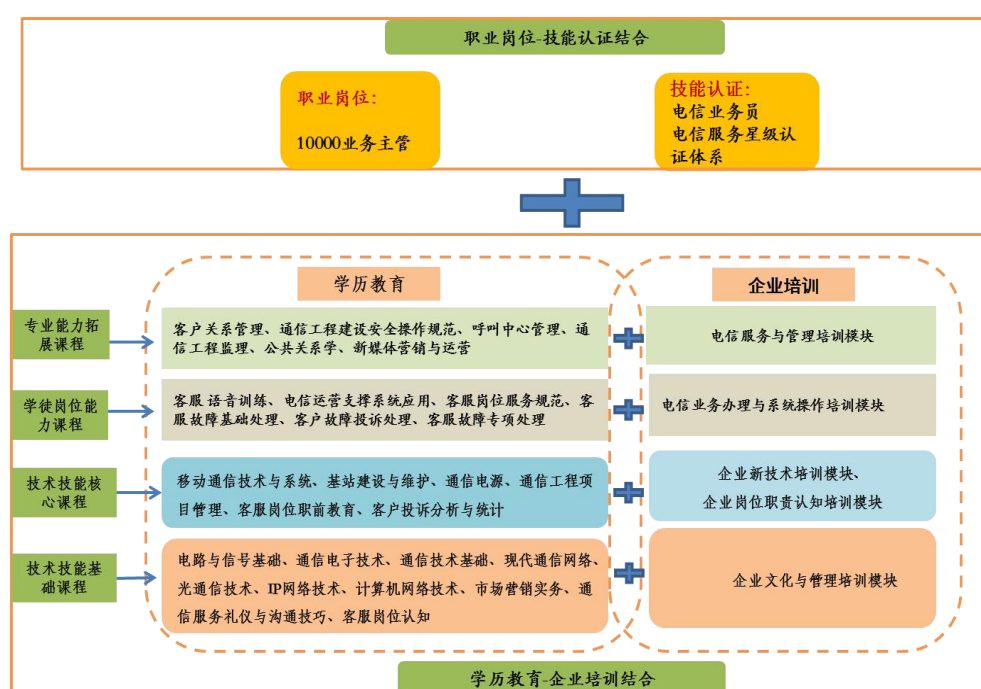 职业岗位-技能认证结合
职业岗位:
10000业务主管
技能认证:
电信业务员
电信服务星级认
证体系
学历教育
企业培训
专业能力拓
展课程
客户关系管理、通信工程建设安全操作规范、呼叫中心管理、通
信工程监理、公共关系学、新媒体营销与运营
电信服务与管理培训模块
学徒岗位能
力课程
客服语音训练、电信运营支撑系统应用、客服岗位服务规范、客
服故障基础处理、客户故障投诉处理、客服故障专项处理
电信业务办理与系统操作培训模块
技术技能核
心课程
移动通信技术与系统、基站建设与维护、通信电源、通信工程项
目管理、客服岗位职前教育、客户投诉分析与统计
企业新技术培训模块、
企业岗位职责认知培训模块
技术技能基
础课程
电路与信号基础、通信电子技术、通信技术基础、现代通信网络、
光通信技术、IP网络技术、计算机网络技术、市场营销实务、通
信服务礼仪与沟通技巧、客服岗位认知
企业文化与管理培训模块
学历教育-企业培训结合